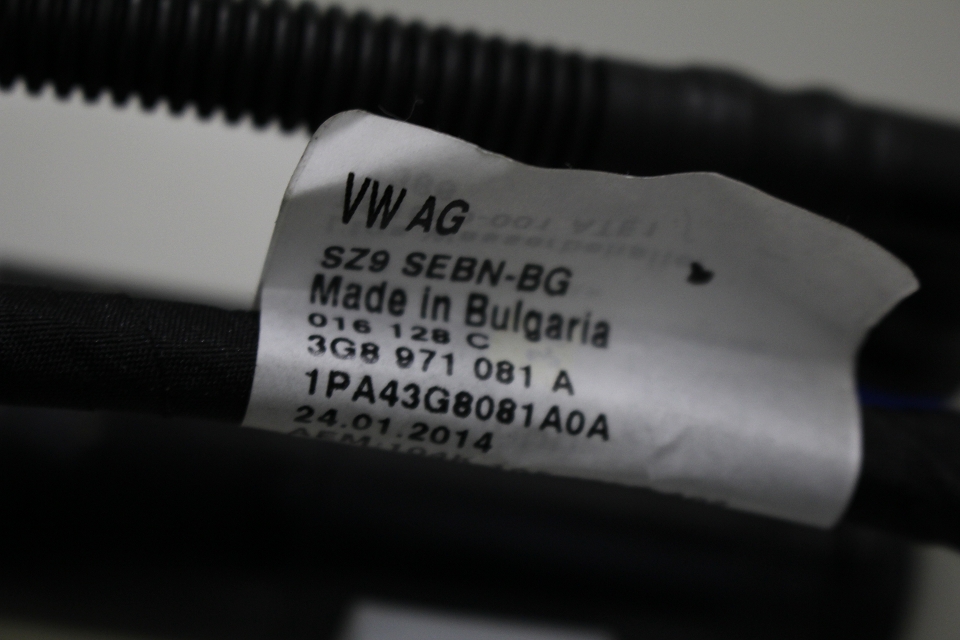 VW AG
SZ9 SEBN-BG
Made in Bulgaria
016 128 C
3G8 971 081 A
1PA43G8081A0A
24.01.2014